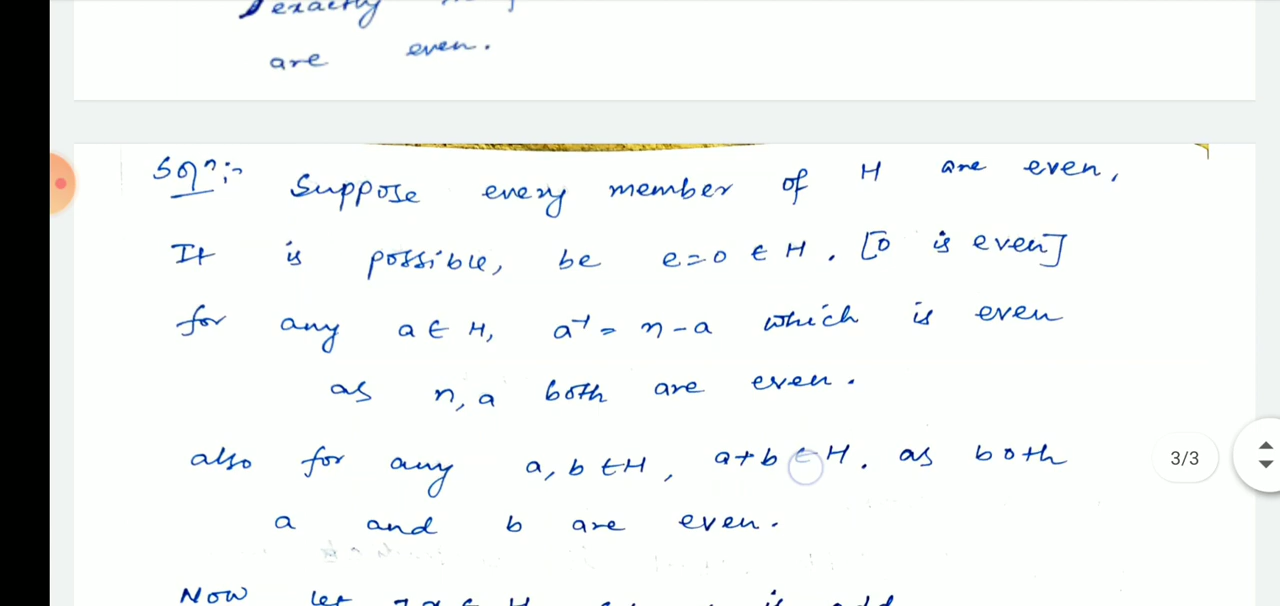 exactly
are even.
Soln:-
Suppose every member of H are even,
It is possible, be e=0 ∈ H. [0 is even]
for any a ∈ H, a⁻¹ = n-a which is even
as n, a both are even.
also for any a, b ∈ H, a+b ∈ H. as both
3/3
a and b are even.
Now let